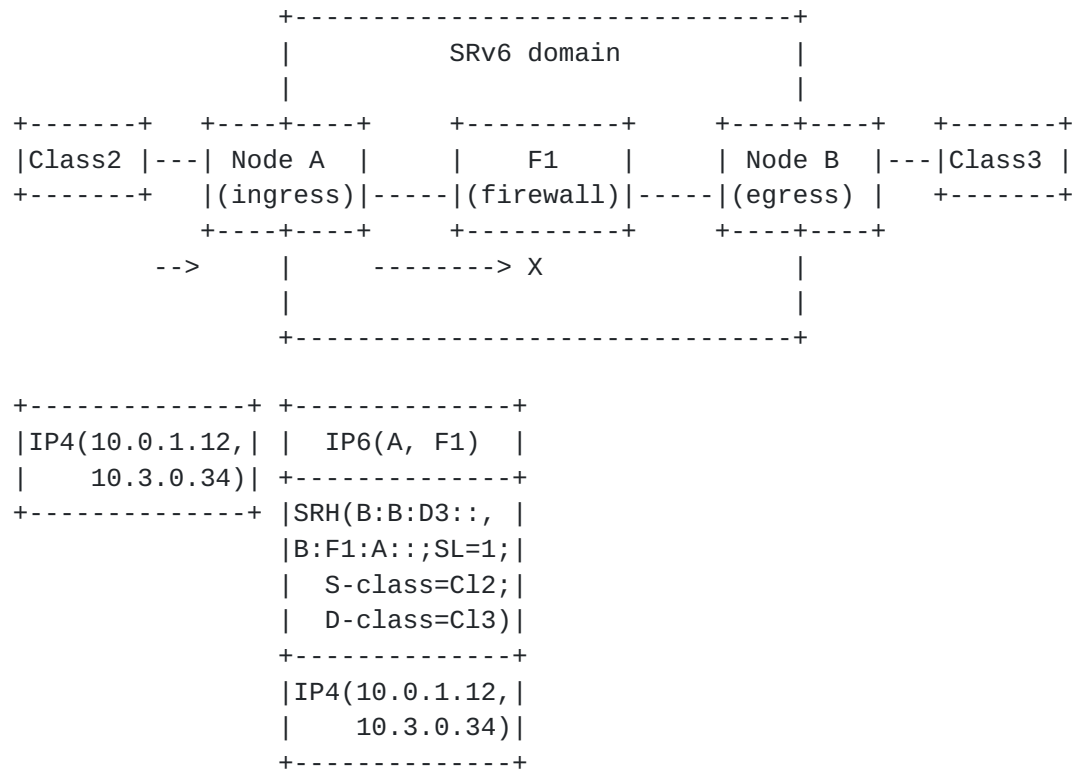 +-------------------------------+
                 |          SRv6 domain          |
                 |                               |
+-------+   +----+----+     +----------+     +----+----+   +-------+
|Class2 |---| Node A  |     |    F1    |     | Node B  |---|Class3 |
+-------+   |(ingress)|-----|(firewall)|-----|(egress) |   +-------+
            +----+----+     +----------+     +----+----+
         -->     |     --------> X               |
                 |                               |
                 +-------------------------------+
+--------------+ +--------------+
|IP4(10.0.1.12,| |  IP6(A, F1)  |
|    10.3.0.34)| +--------------+
+--------------+ |SRH(B:B:D3::, |
                 |B:F1:A::;SL=1;|
                 |  S-class=Cl2;|
                 |  D-class=Cl3)|
                 +--------------+
                 |IP4(10.0.1.12,|
                 |    10.3.0.34)|
                 +--------------+